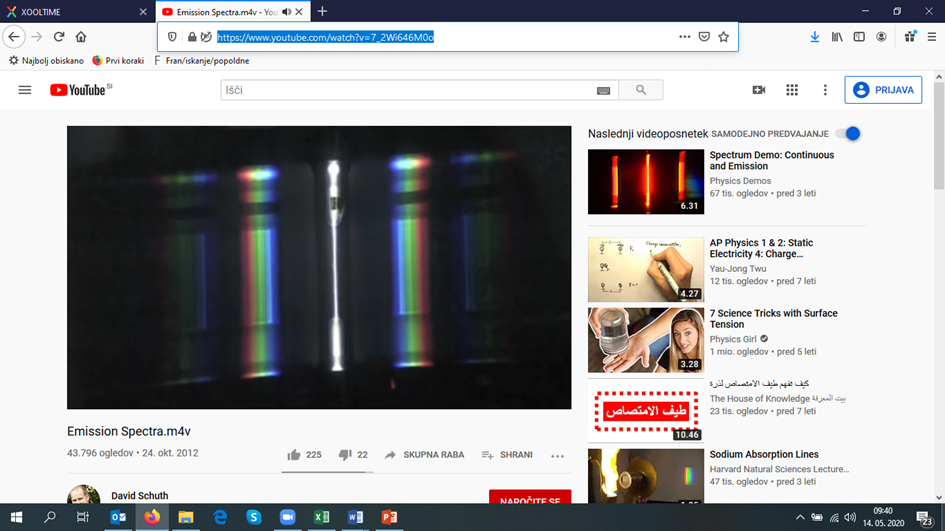 XOOLTIME
Emission Spectra.m4v - You
https://www.youtube.com/watch?v=7_2Wi646M0o
Najbolj obiskano
Prvi koraki
Fran/iskanje/popoldne
YouTube SI
Išči
PRIJAVA
Naslednji videoposnetek
SAMODEJNO PREDVAJANJE
Spectrum Demo: Continuous
and Emission
Physics Demos
67 tis. ogledov • pred 3 leti
6.31
AP Physics 1 & 2: Static
Electricity 4: Charge...
Yau-Jong Twu
12 tis. ogledov • pred 7 leti
4.27
7 Science Tricks with Surface
Tension
Physics Girl
1 mio. ogledov • pred 5 leti
3.28
كيف تفهم طيف الامتصاص لذرة
The House of Knowledge بيت المعرفة
23 tis. ogledov • pred 7 leti
طيف الامتصاص
10.46
Sodium Absorption Lines
Harvard Natural Sciences Lecture...
47 tis. ogledov • pred 7 leti
Emission Spectra.m4v
43.796 ogledov • 24. okt. 2012
225
22
SKUPNA RABA
SHRANI
David Schuth
NAROČITE SE
09:40
14. 05. 2020
23